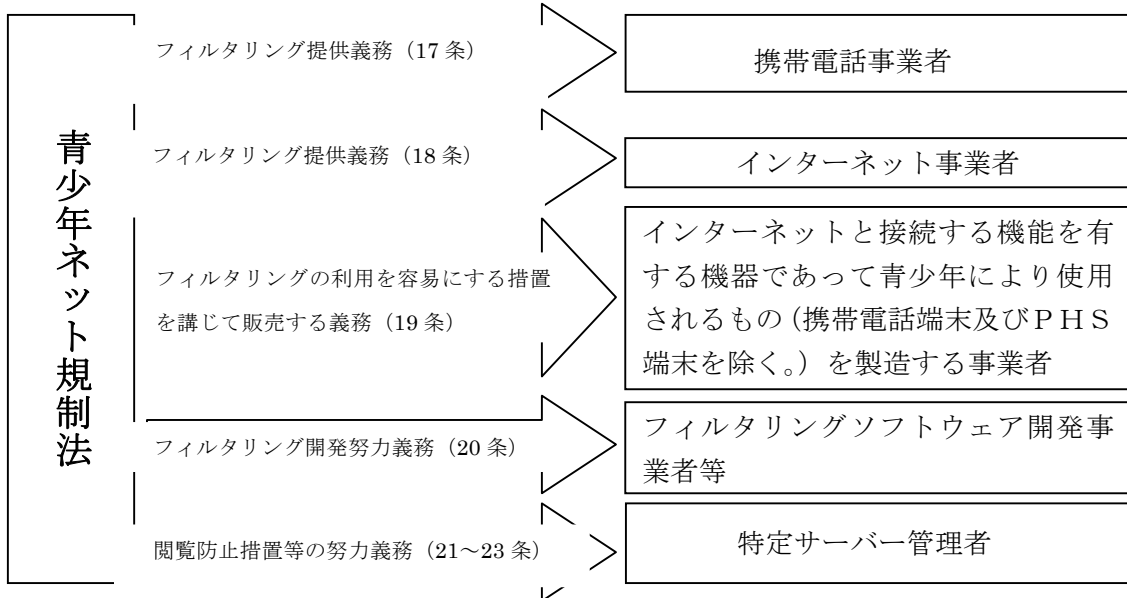 青少年ネット規制法
フィルタリング提供義務（17 条）
携帯電話事業者
フィルタリング提供義務（18 条）
インターネット事業者
フィルタリングの利用を容易にする措置
を講じて販売する義務（19 条）
インターネットと接続する機能を有
する機器であって青少年により使用
されるもの（携帯電話端末及びＰＨＳ
端末を除く。）を製造する事業者
フィルタリング開発努力義務（20 条）
フィルタリングソフトウェア開発事
業者等
閲覧防止措置等の努力義務（21～23 条）
特定サーバー管理者